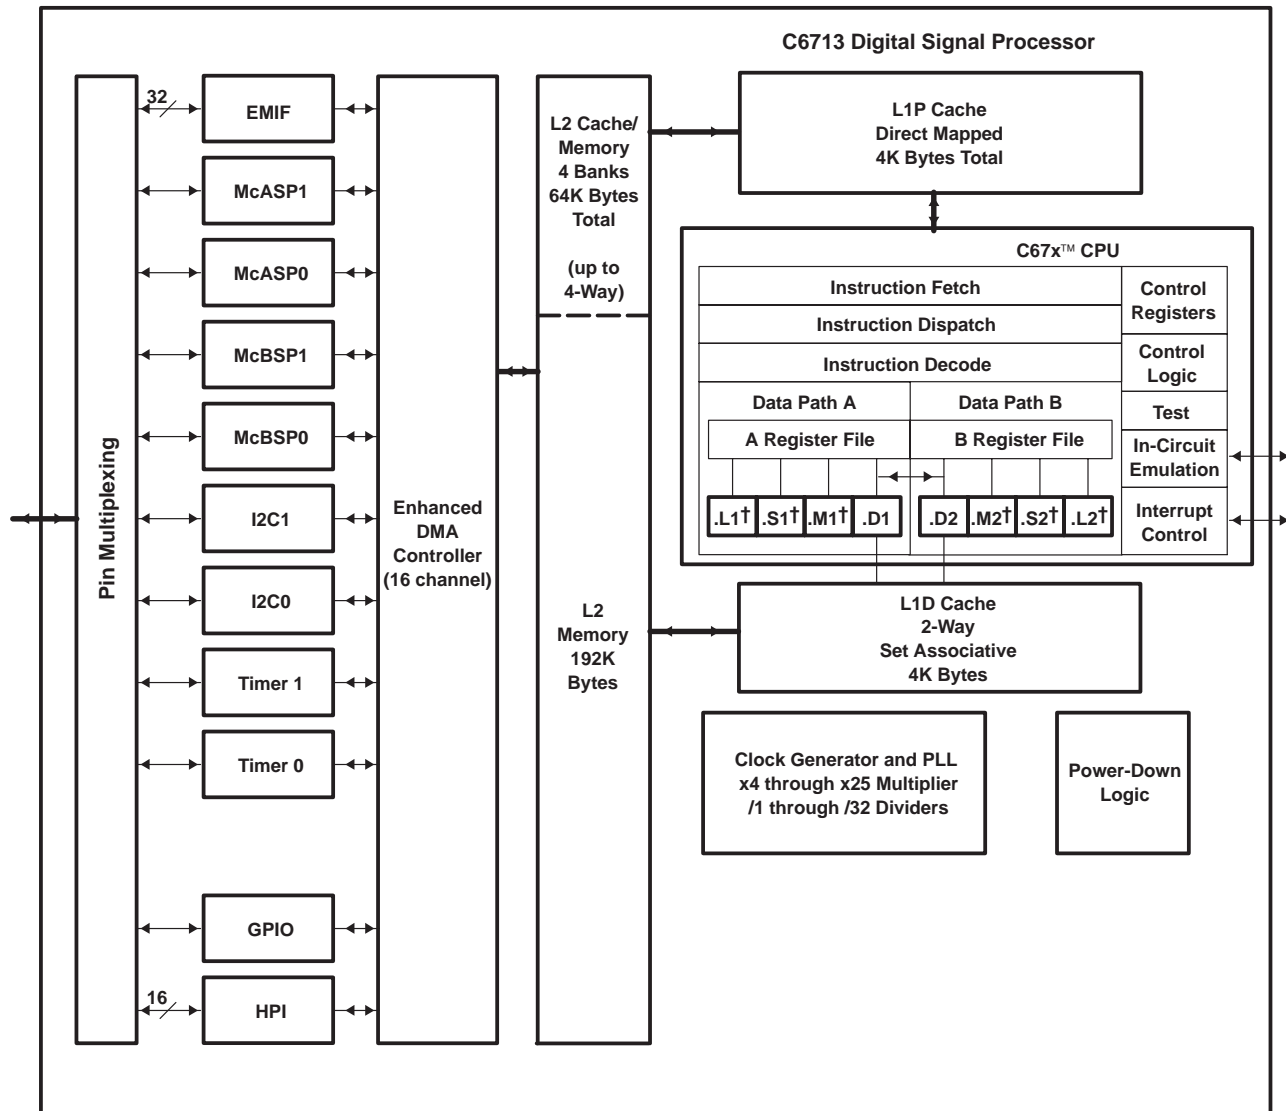 C6713 Digital Signal Processor
Pin Multiplexing
32
EMIF
McASP1
McASP0
McBSP1
McBSP0
I2C1
I2C0
Timer 1
Timer 0
GPIO
16
HPI
Enhanced
DMA
Controller
(16 channel)
L2 Cache/
Memory
4 Banks
64K Bytes
Total
(up to
4-Way)
L2
Memory
192K
Bytes
L1P Cache
Direct Mapped
4K Bytes Total
C67x™ CPU
Instruction Fetch
Instruction Dispatch
Instruction Decode
Data Path A
Data Path B
A Register File
B Register File
.L1† .S1† .M1† .D1
.D2 .M2† .S2† .L2†
Control
Registers
Control
Logic
Test
In-Circuit
Emulation
Interrupt
Control
L1D Cache
2-Way
Set Associative
4K Bytes
Clock Generator and PLL
x4 through x25 Multiplier
/1 through /32 Dividers
Power-Down
Logic